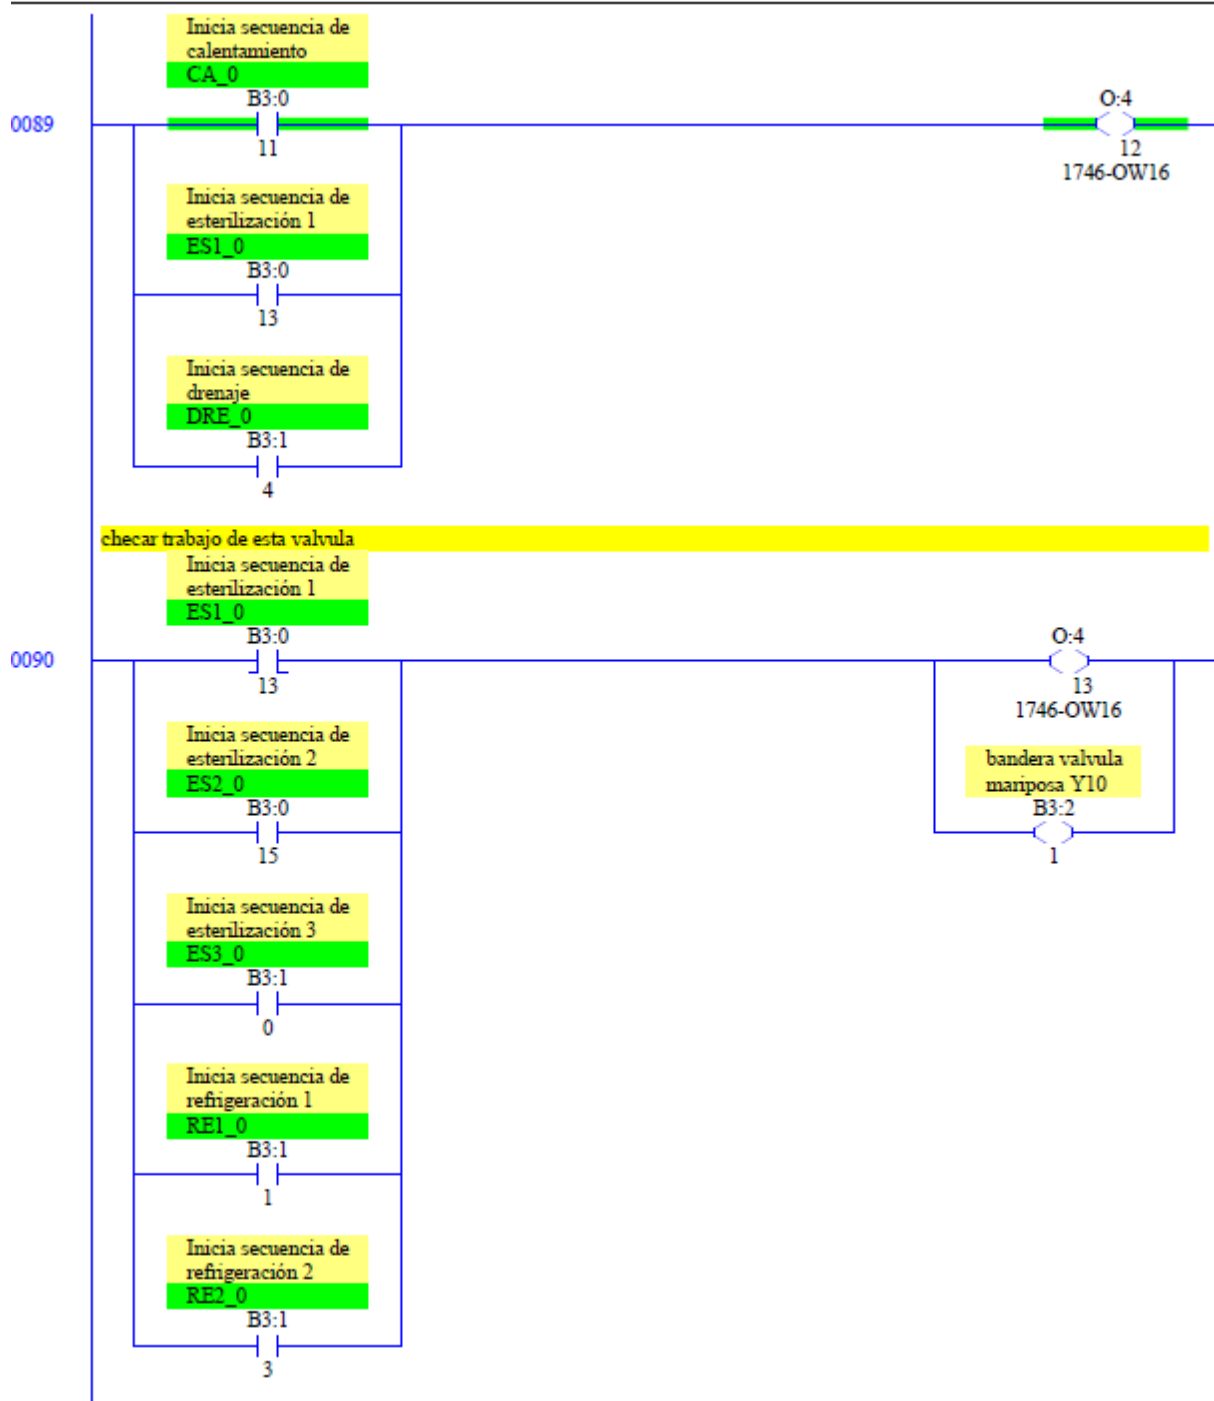 Inicia secuencia de
calentamiento
CA_0
B3:0
O:4
0089
11
12
1746-OW16
Inicia secuencia de
esterilización 1
ES1_0
B3:0
13
Inicia secuencia de
drenaje
DRE_0
B3:1
4
checar trabajo de esta valvula
Inicia secuencia de
esterilización 1
ES1_0
B3:0
O:4
0090
13
13
1746-OW16
Inicia secuencia de
esterilización 2
ES2_0
B3:0
15
bandera valvula
mariposa Y10
B3:2
1
Inicia secuencia de
esterilización 3
ES3_0
B3:1
0
Inicia secuencia de
refrigeración 1
RE1_0
B3:1
1
Inicia secuencia de
refrigeración 2
RE2_0
B3:1
3